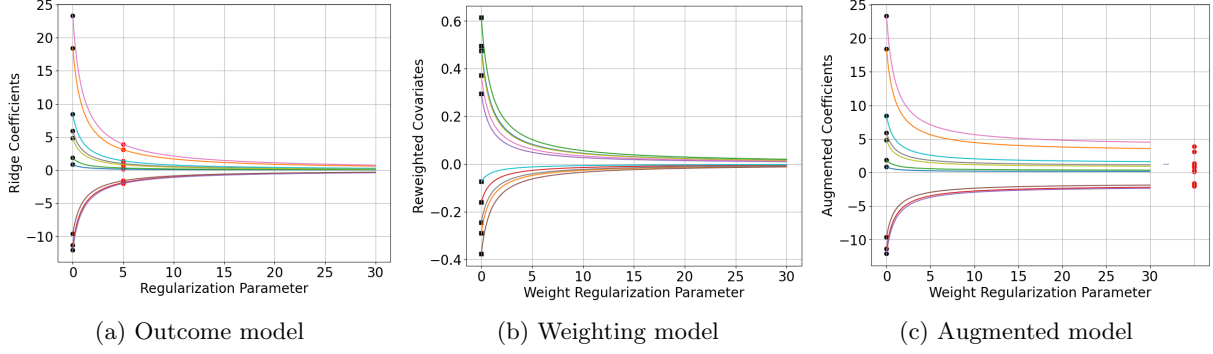 25
20
15
10
5
0
−5
−10
Ridge Coefficients
0 5 10 15 20 25 30
Regularization Parameter
(a) Outcome model
0.6
0.4
0.2
0.0
−0.2
−0.4
Reweighted Covariates
0 5 10 15 20 25 30
Weight Regularization Parameter
(b) Weighting model
25
20
15
10
5
0
−5
−10
Augmented Coefficients
0 5 10 15 20 25 30
Weight Regularization Parameter
(c) Augmented model